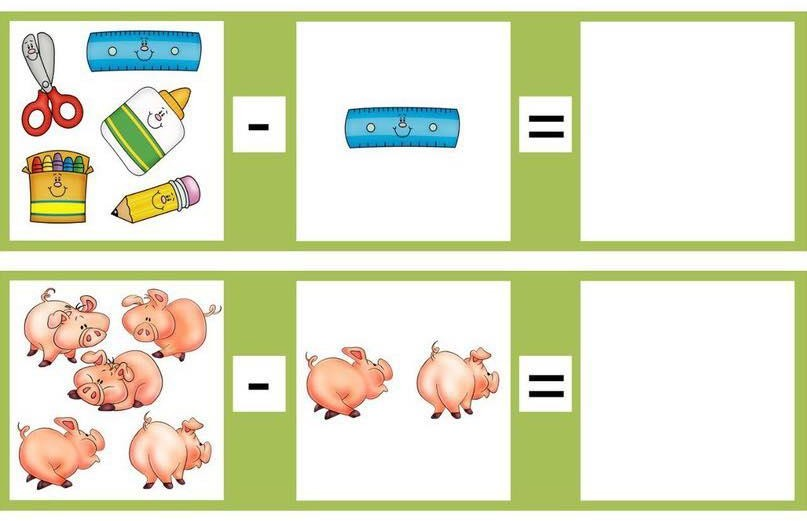 - =
- =